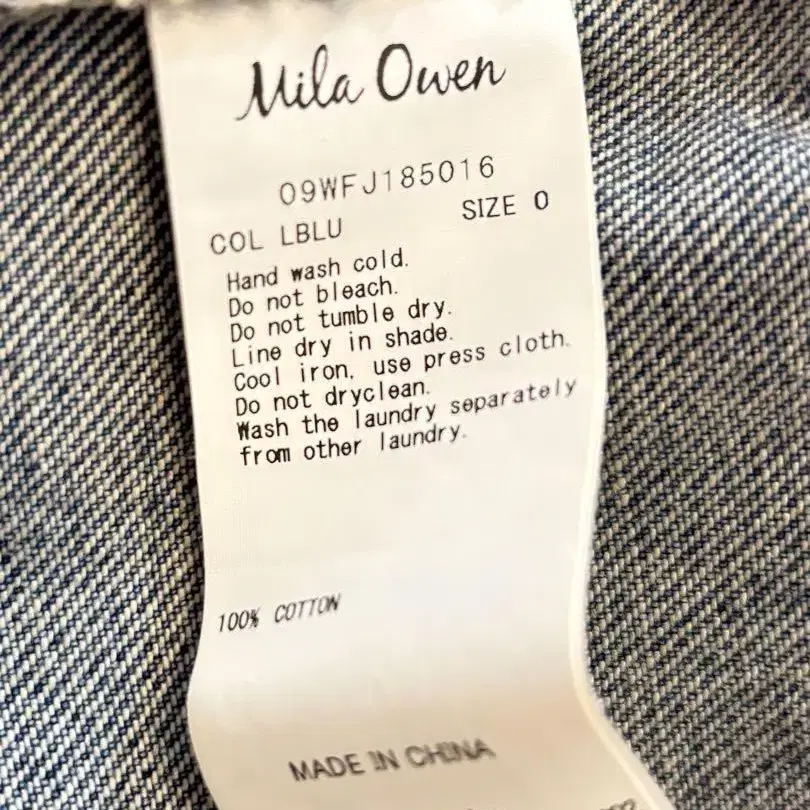 Mila Owen
09WFJ185016
COL LBLU SIZE 0
Hand wash cold.
Do not bleach.
Do not tumble dry.
Line dry in shade.
Cool iron, use press cloth.
Do not dryclean.
Wash the laundry separately
from other laundry.
100% COTTON
MADE IN CHINA